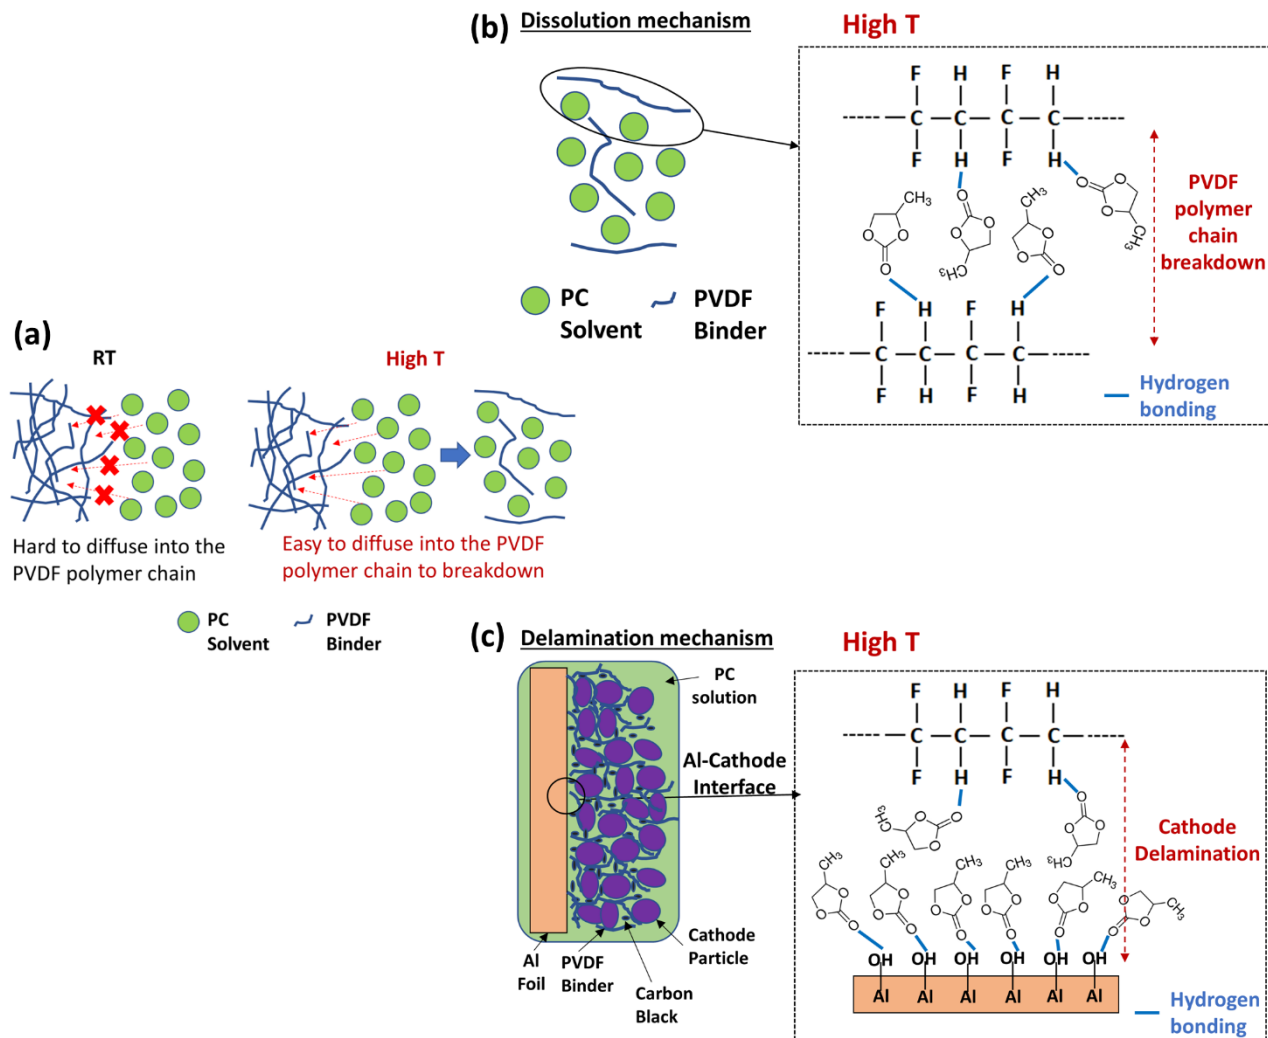 (a)
RT
High T
Hard to diffuse into the
PVDF polymer chain
Easy to diffuse into the PVDF
polymer chain to breakdown
PC
Solvent
PVDF
Binder
(b)
Dissolution mechanism
High T
PC
Solvent
PVDF
Binder
F H F H
C C C C
F H F H
O
O
O
CH₃
O
O
O
CH₃
O
O
O
CH₃
O
O
O
CH₃
F H F H
C C C C
F H F H
PVDF
polymer
chain
breakdown
Hydrogen
bonding
(c)
Delamination mechanism
High T
PC
solution
Al-Cathode
Interface
Al
Foil
PVDF
Binder
Carbon
Black
Cathode
Particle
F H F H
C C C C
F H F H
CH₃
O
O
O
O
O
O
CH₃
CH₃ CH₃ CH₃ CH₃ CH₃ CH₃
O O O O O O
O O O O O O
O O O O O O
OH OH OH OH OH OH
Al Al Al Al Al Al
Cathode
Delamination
Hydrogen
bonding